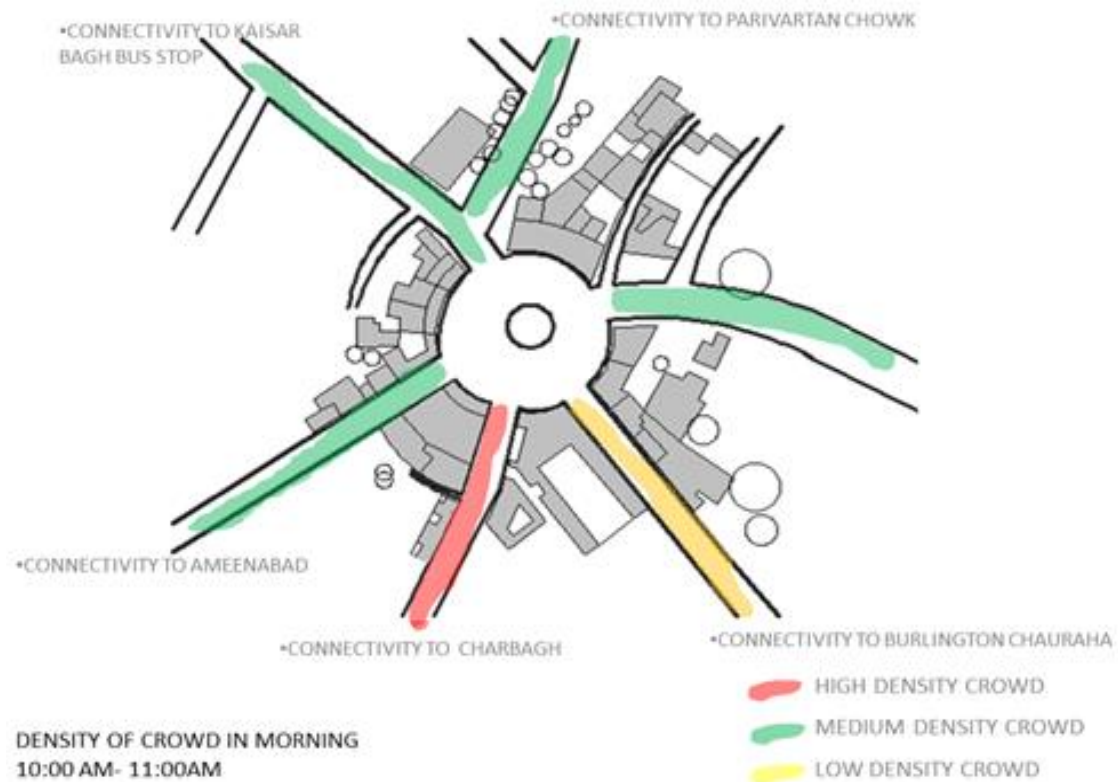 •CONNECTIVITY TO KAISAR
BAGH BUS STOP
•CONNECTIVITY TO PARIVARTAN CHOWK
•CONNECTIVITY TO AMEENABAD
•CONNECTIVITY TO CHARBAGH
•CONNECTIVITY TO BURLINGTON CHAURAHA
HIGH DENSITY CROWD
MEDIUM DENSITY CROWD
LOW DENSITY CROWD
DENSITY OF CROWD IN MORNING
10:00 AM- 11:00AM